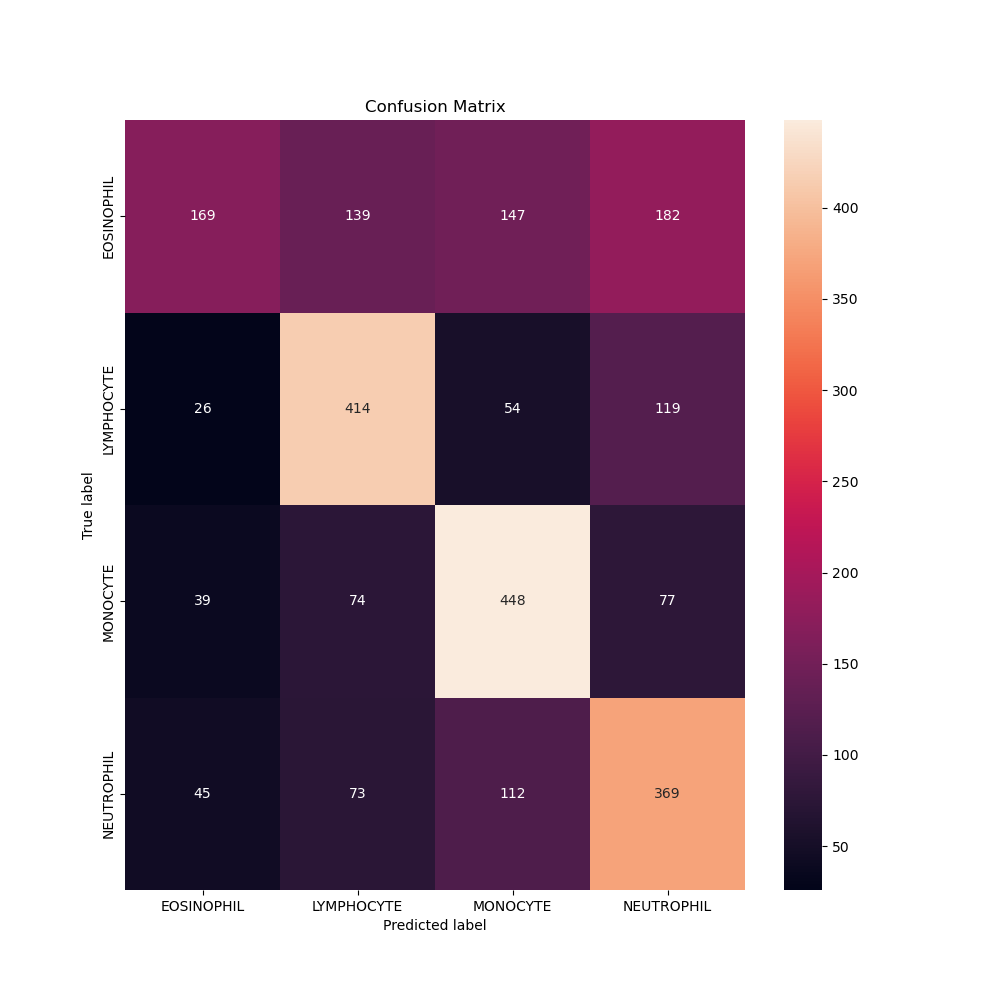 Confusion Matrix
EOSINOPHIL 169 139 147 182
LYMPHOCYTE 26 414 54 119
MONOCYTE 39 74 448 77
NEUTROPHIL 45 73 112 369
True label
EOSINOPHIL LYMPHOCYTE MONOCYTE NEUTROPHIL
Predicted label
400
350
300
250
200
150
100
50